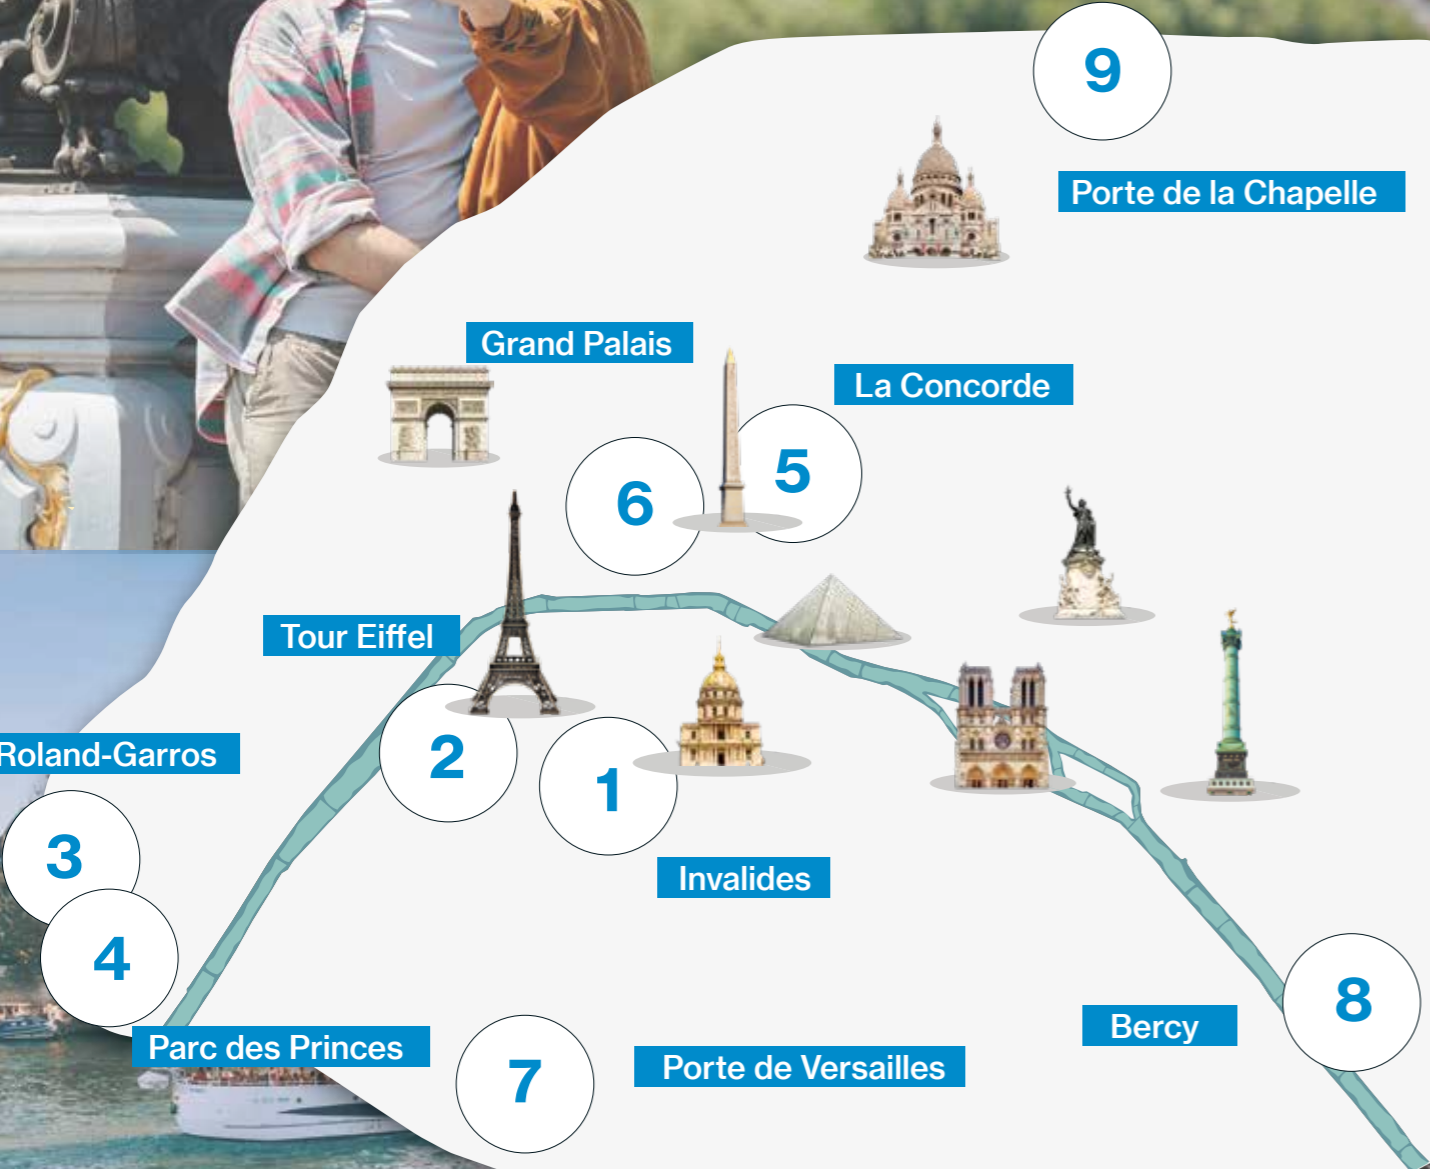 9
Porte de la Chapelle
Grand Palais
La Concorde
5
6
Tour Eiffel
Roland-Garros
2
1
3
Invalides
4
8
Bercy
Parc des Princes
7
Porte de Versailles